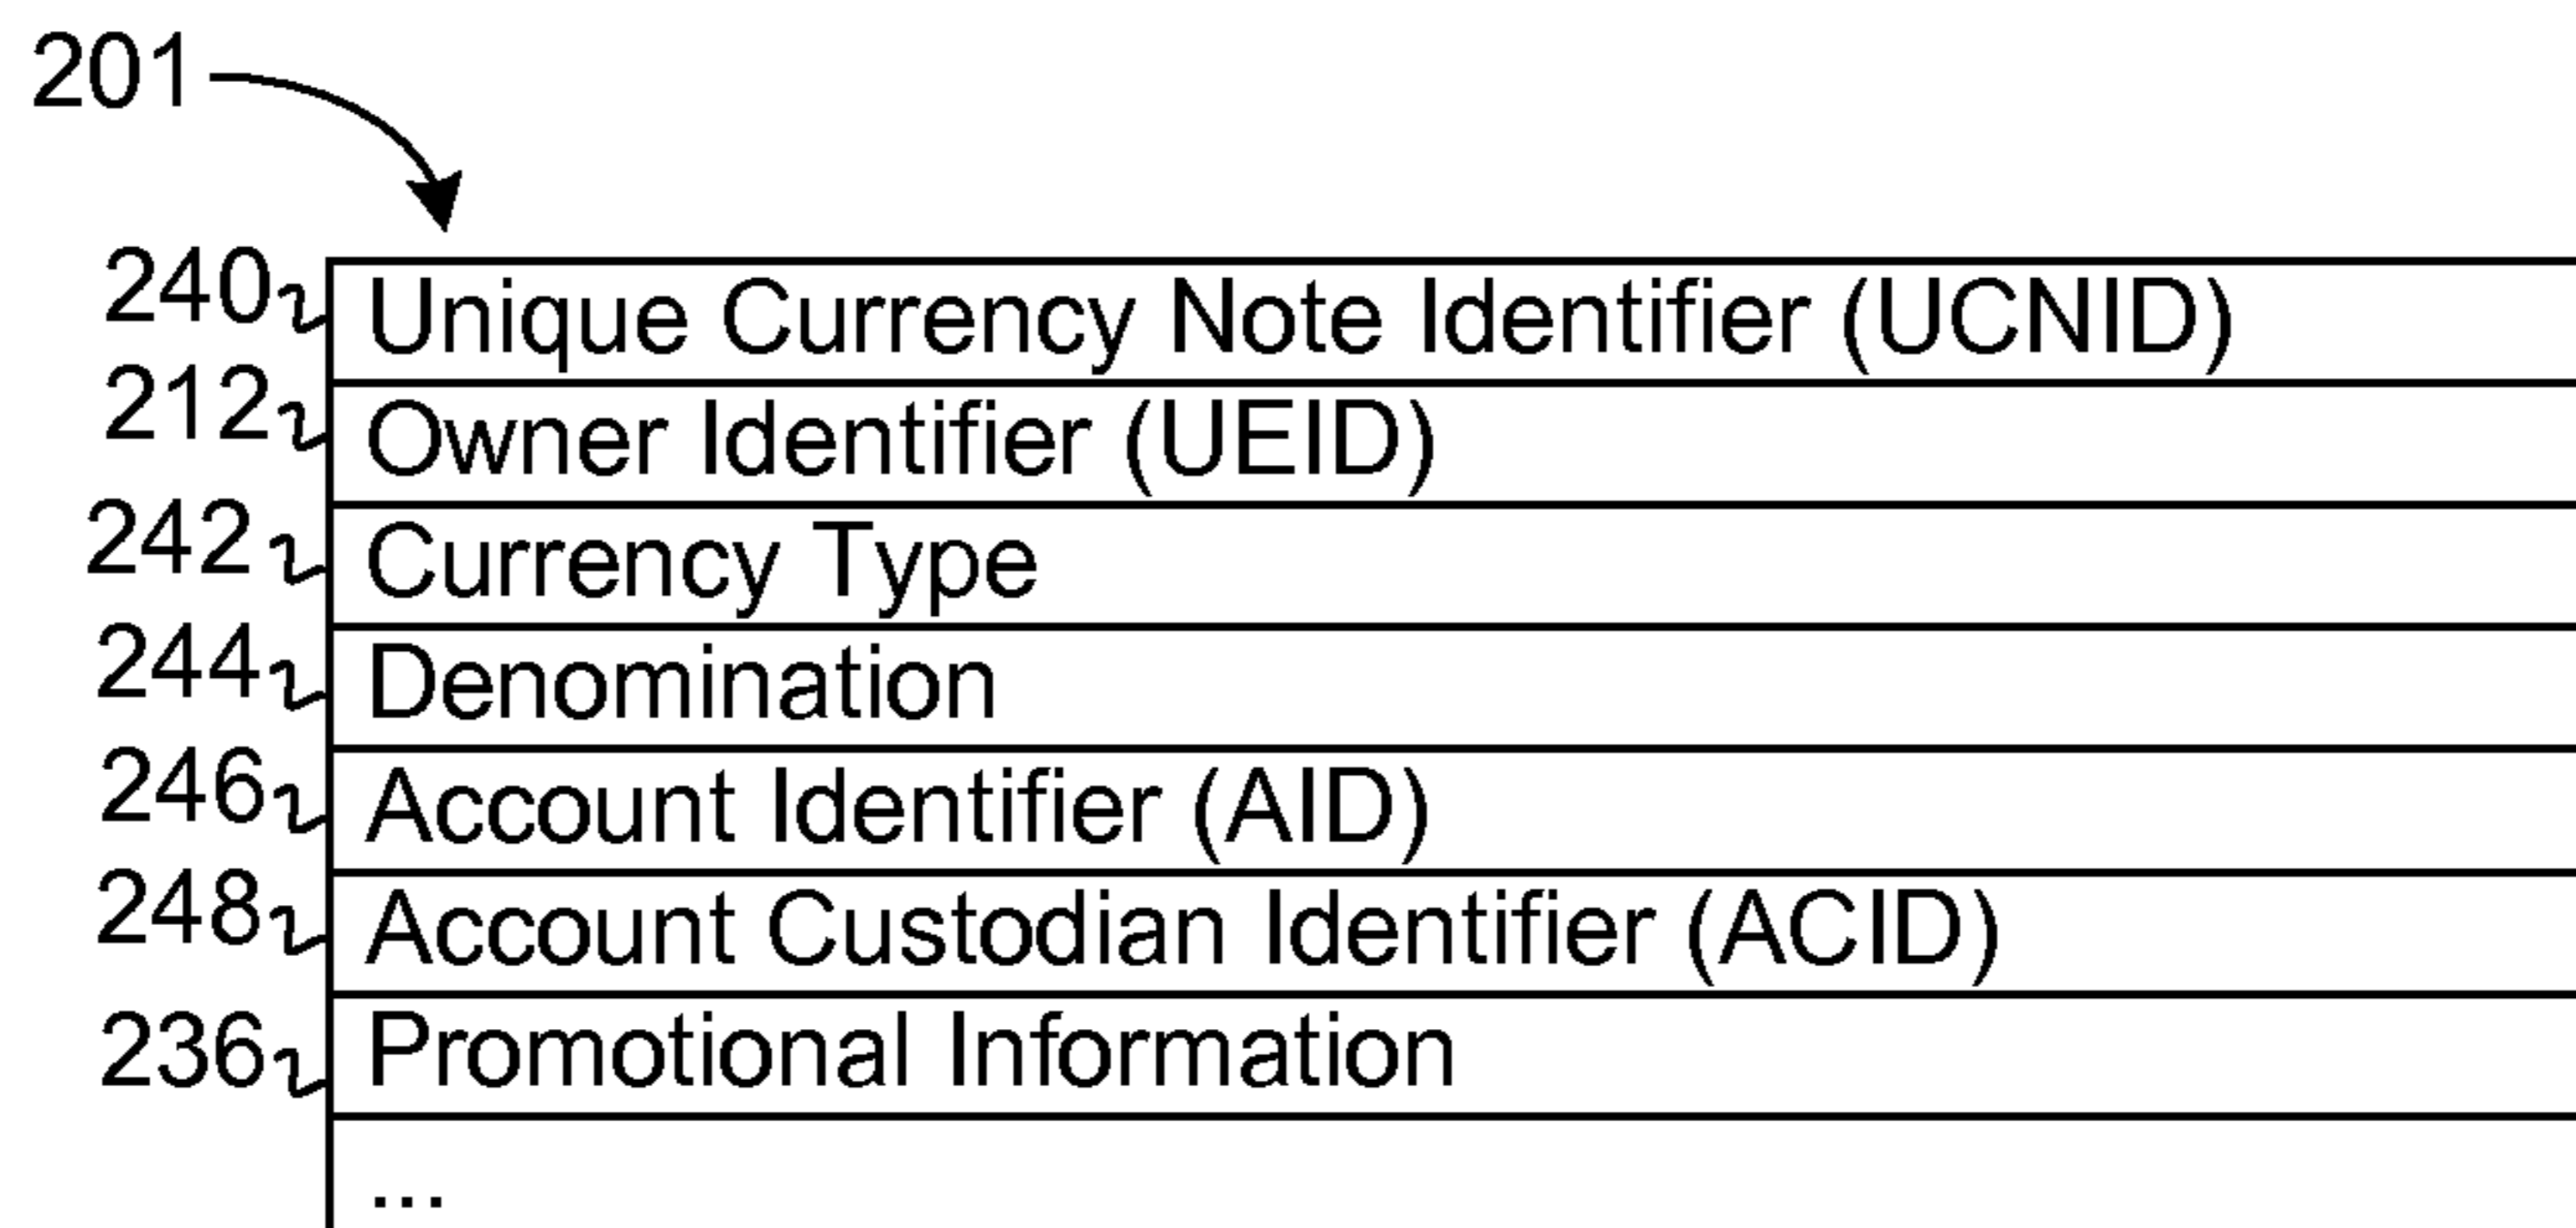 201
240 Unique Currency Note Identifier (UCNID)
212 Owner Identifier (UEID)
242 Currency Type
244 Denomination
246 Account Identifier (AID)
248 Account Custodian Identifier (ACID)
236 Promotional Information
...